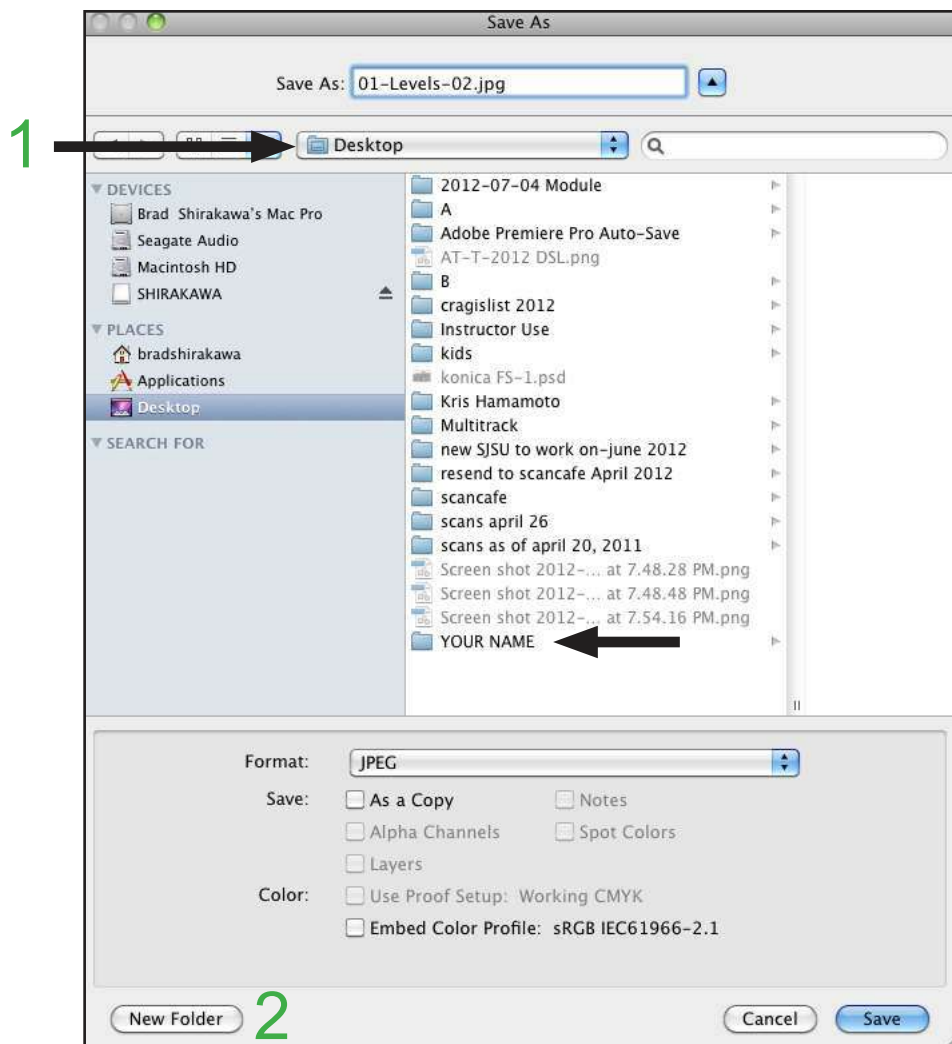 Save As
Save As: 01-Levels-02.jpg
1
Desktop
DEVICES
Brad Shirakawa's Mac Pro
Seagate Audio
Macintosh HD
SHIRAKAWA
PLACES
bradshirakawa
Applications
Desktop
SEARCH FOR
2012-07-04 Module
A
Adobe Premiere Pro Auto-Save
AT-T-2012 DSL.png
B
cragislist 2012
Instructor Use
kids
konica FS-1.psd
Kris Hamamoto
Multitrack
new SJSU to work on-june 2012
resend to scancafe April 2012
scancafe
scans april 26
scans as of april 20, 2011
Screen shot 2012-... at 7.48.28 PM.png
Screen shot 2012-... at 7.48.48 PM.png
Screen shot 2012-... at 7.54.16 PM.png
YOUR NAME
Format: JPEG
Save: As a Copy Notes
Alpha Channels Spot Colors
Layers
Color: Use Proof Setup: Working CMYK
Embed Color Profile: sRGB IEC61966-2.1
New Folder 2 Cancel Save